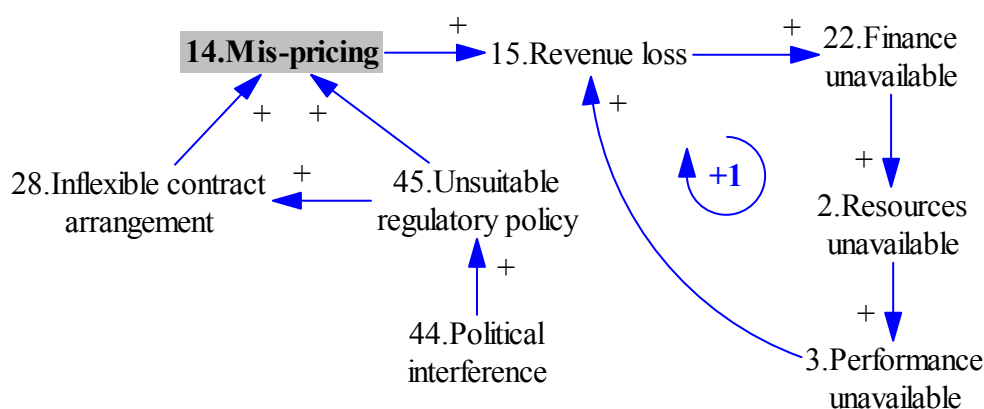 14.Mis-pricing
+
15.Revenue loss
+
22.Finance
unavailable
+
+
+
28.Inflexible contract
arrangement
+
45.Unsuitable
regulatory policy
+1
+
2.Resources
unavailable
+
44.Political
interference
+
3.Performance
unavailable